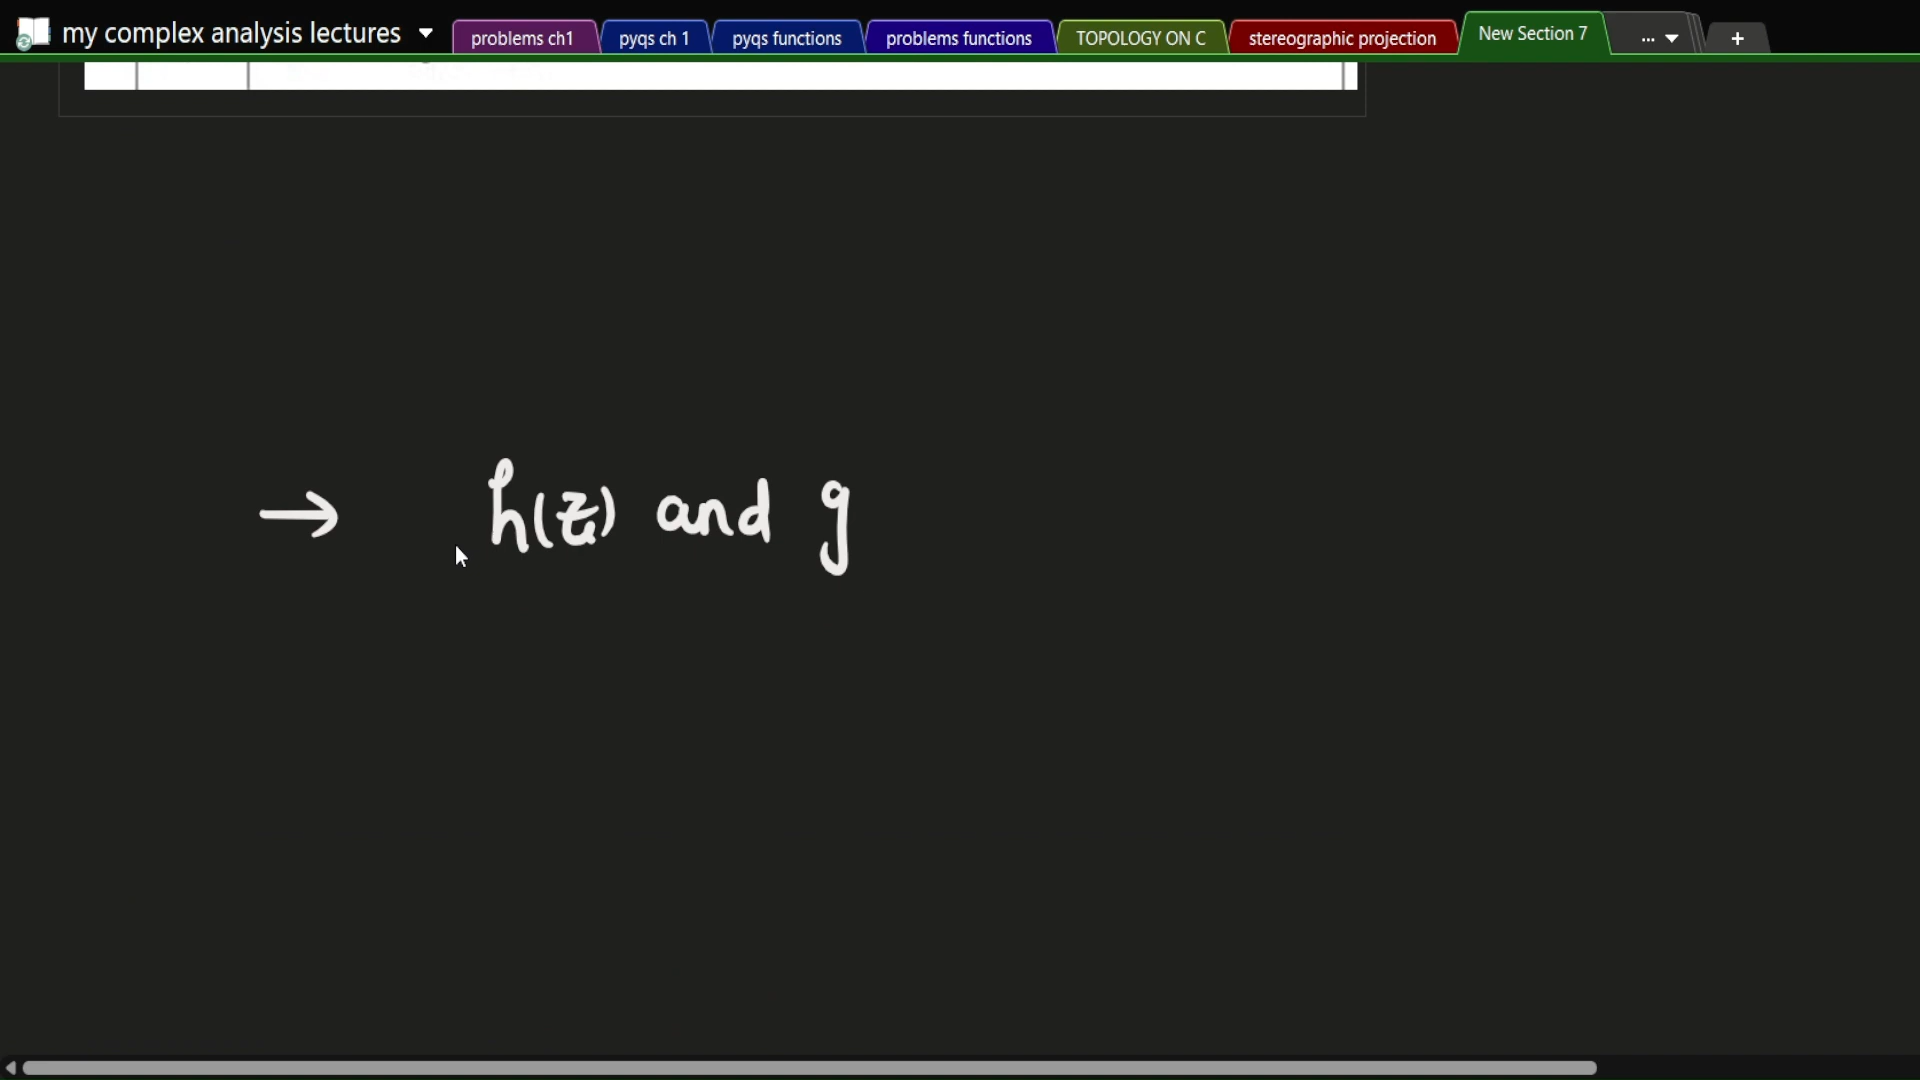 my complex analysis lectures
problems ch1
pyqs ch 1
pyqs functions
problems functions
TOPOLOGY ON C
stereographic projection
New Section 7
...
+
→ h(z) and g